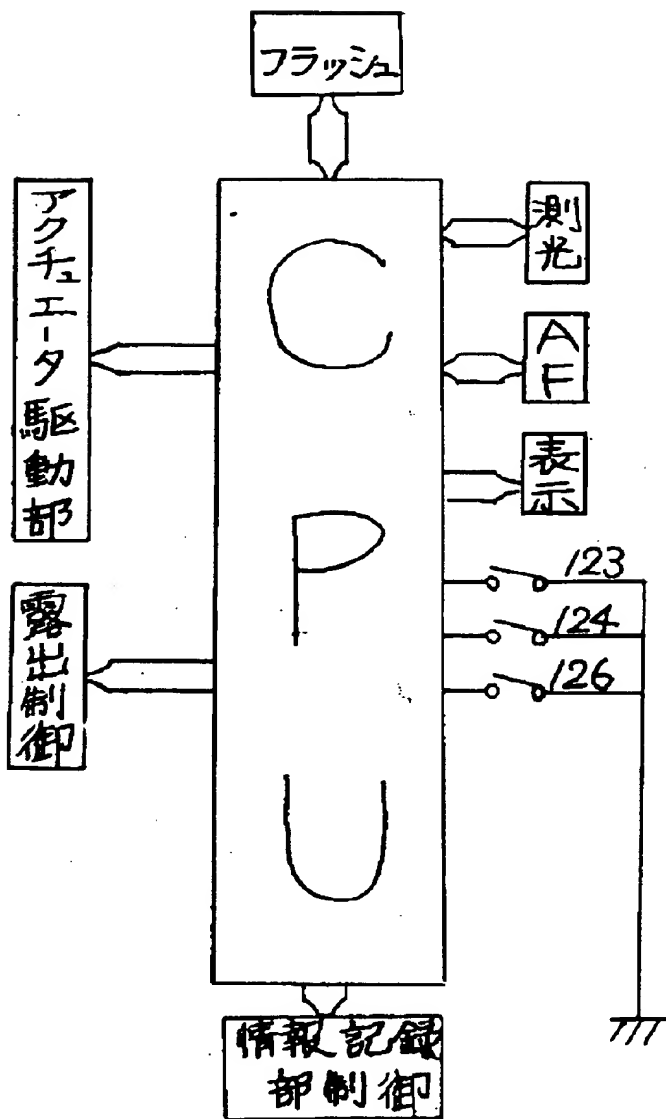 フラッシュ
アクチュエータ駆動部
測光
AF
表示
123
124
126
露出制御
CPU
情報記録
部制御